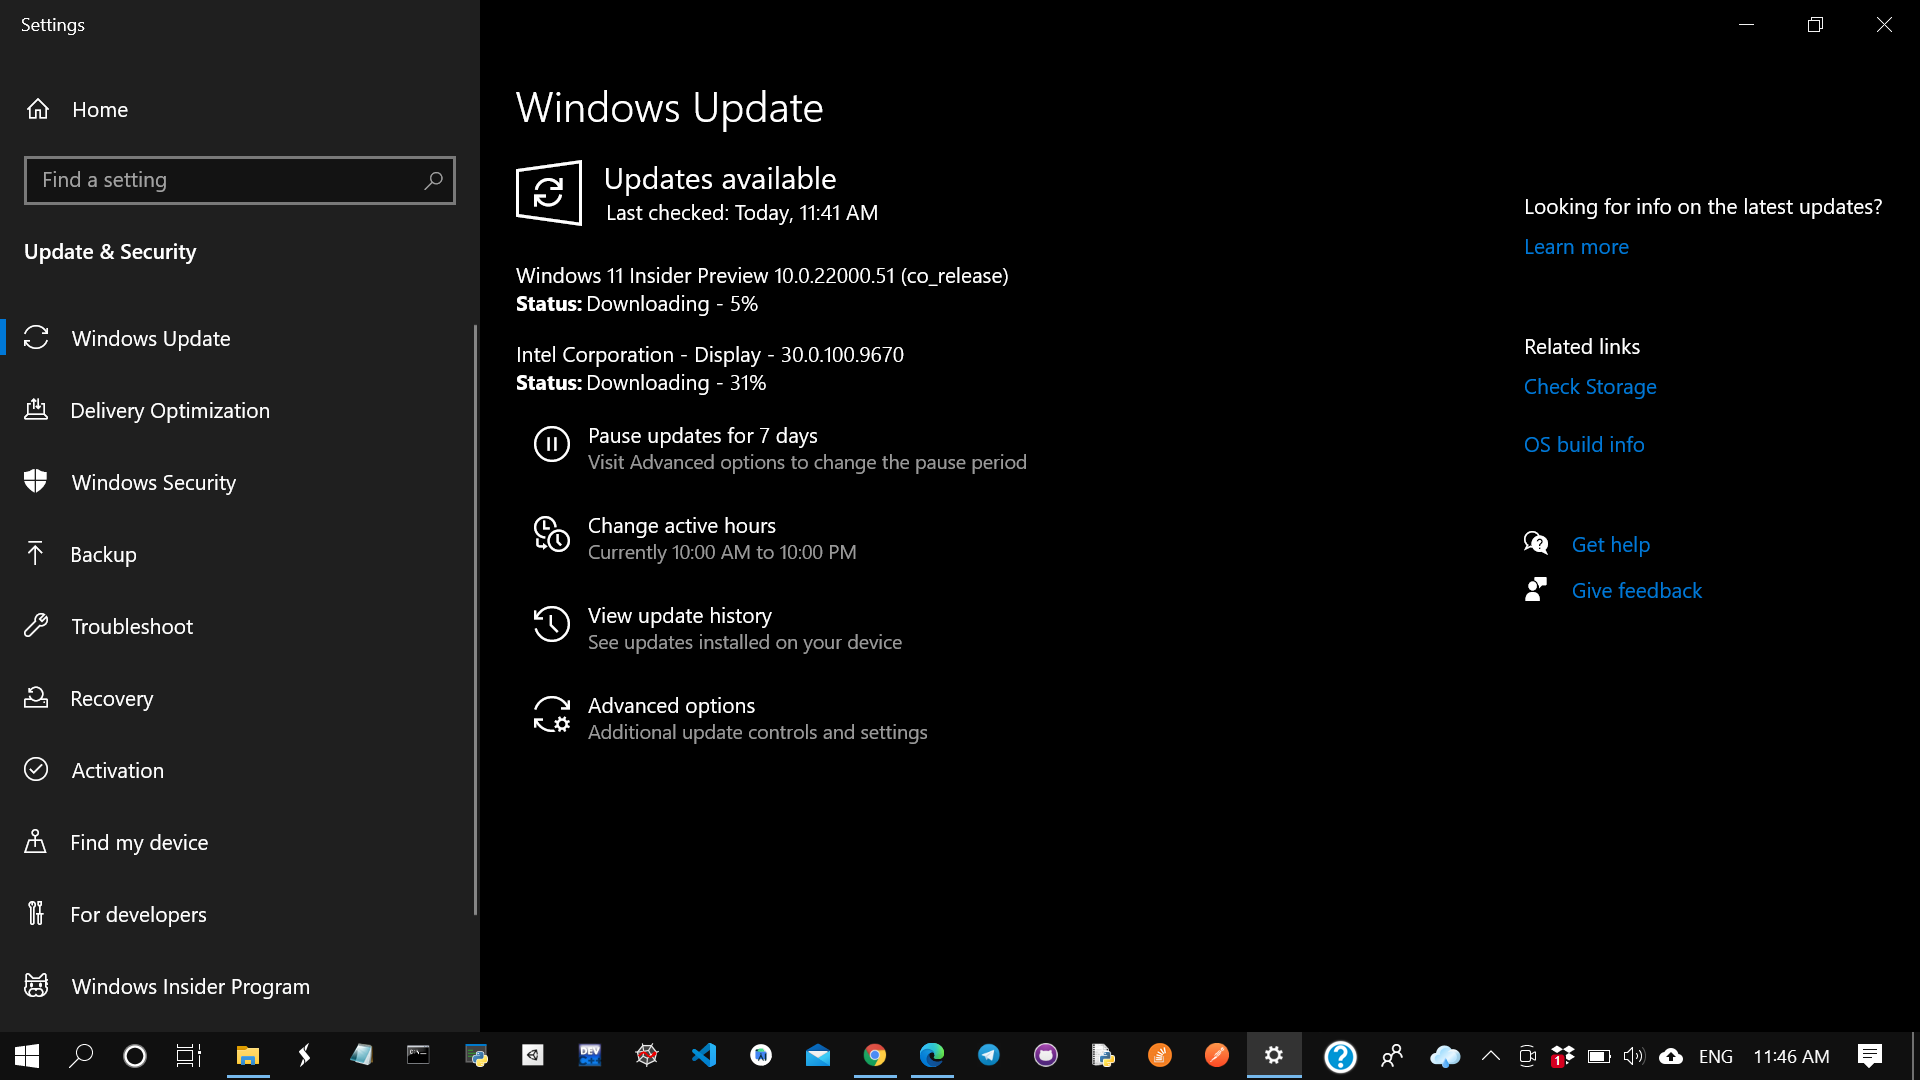 Settings
Home
Find a setting
Update & Security
Windows Update
Delivery Optimization
Windows Security
Backup
Troubleshoot
Recovery
Activation
Find my device
For developers
Windows Insider Program
Windows Update
Updates available
Last checked: Today, 11:41 AM
Windows 11 Insider Preview 10.0.22000.51 (co_release)
Status: Downloading - 5%
Intel Corporation - Display - 30.0.100.9670
Status: Downloading - 31%
Pause updates for 7 days
Visit Advanced options to change the pause period
Change active hours
Currently 10:00 AM to 10:00 PM
View update history
See updates installed on your device
Advanced options
Additional update controls and settings
Looking for info on the latest updates?
Learn more
Related links
Check Storage
OS build info
Get help
Give feedback
DEV
1
ENG
11:46 AM